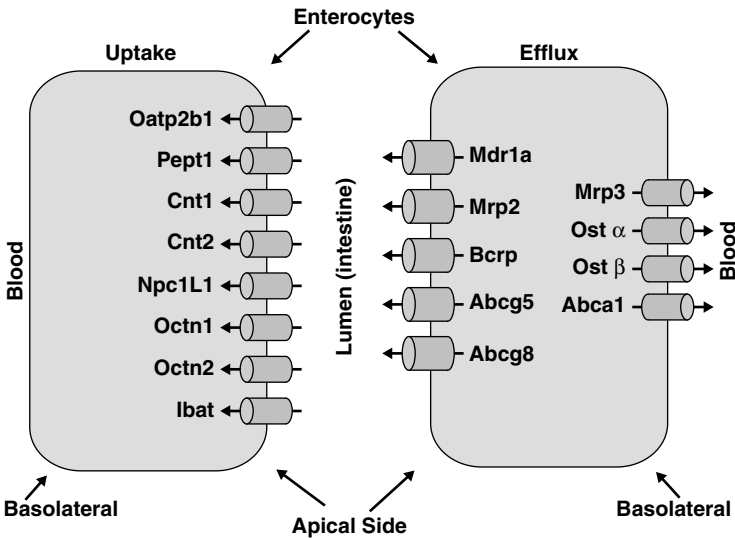 Enterocytes
Uptake
Efflux
Oatp2b1
Pept1
Cnt1
Cnt2
Npc1L1
Octn1
Octn2
Ibat
Blood
Lumen (intestine)
Mdr1a
Mrp2
Bcrp
Abcg5
Abcg8
Mrp3
Ost α
Ost β
Abca1
Blood
Basolateral
Apical Side
Basolateral